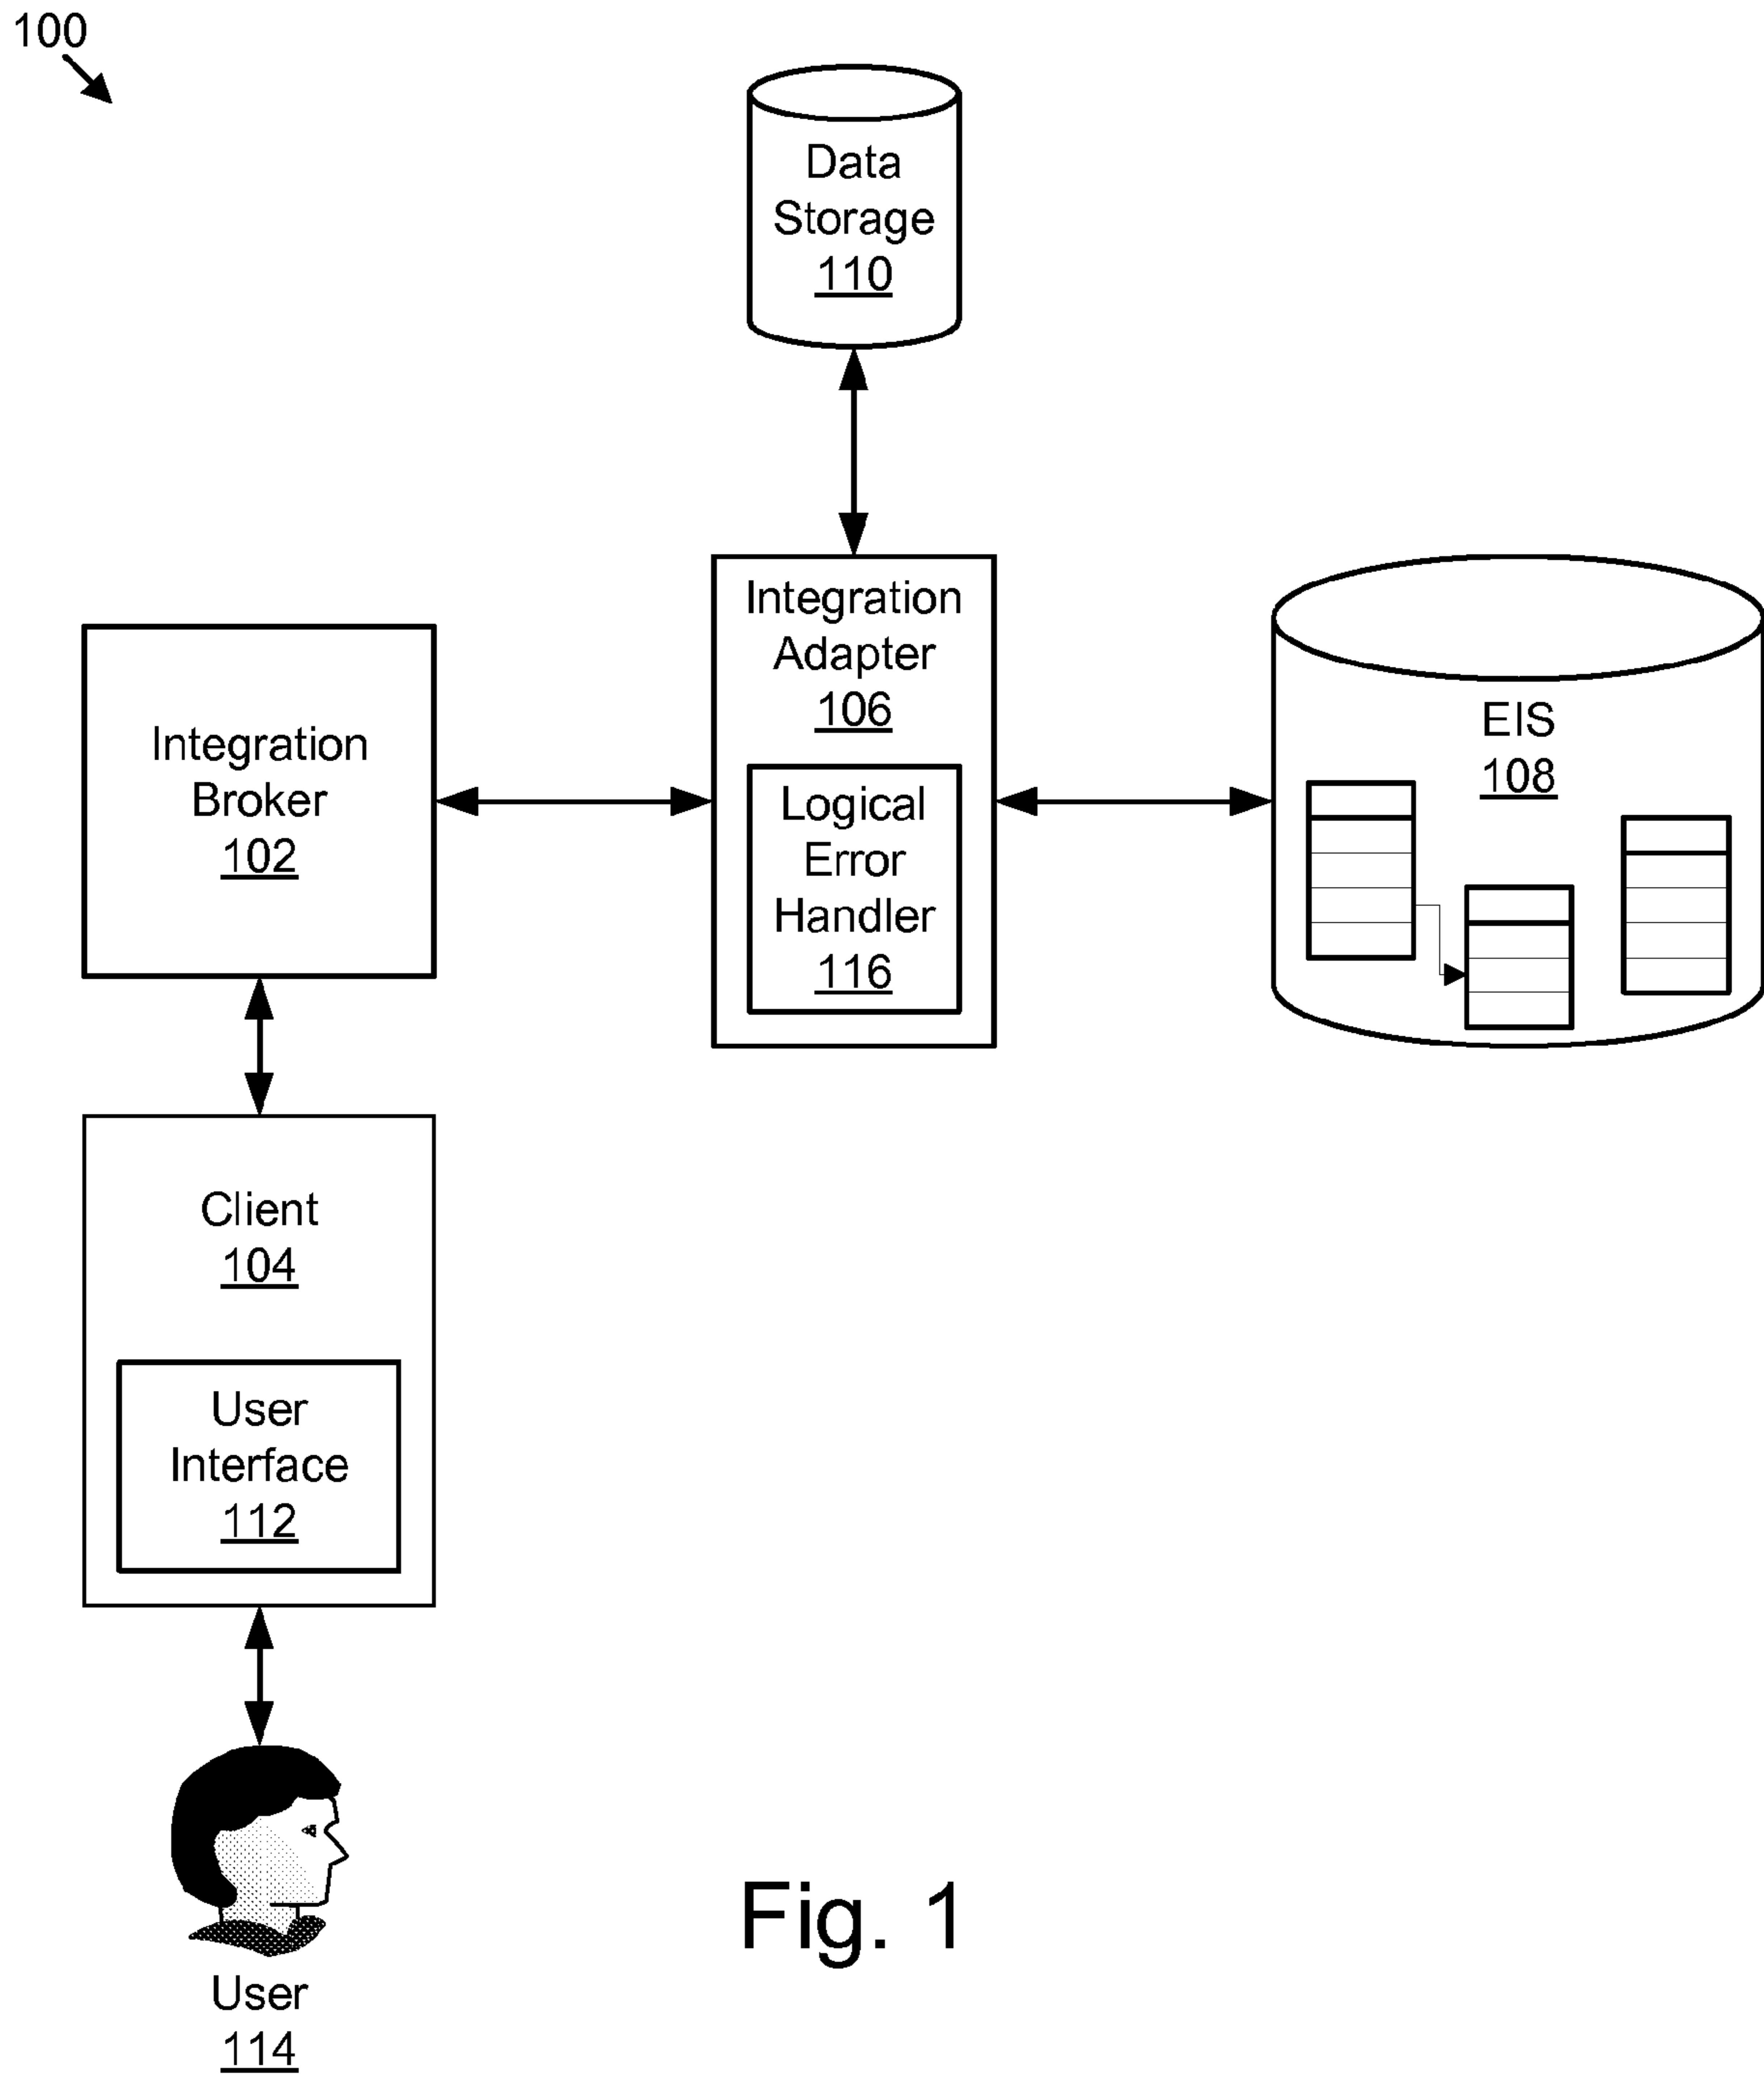 100
Data
Storage
110
Integration
Adapter
106
Logical
Error
Handler
116
EIS
108
Integration
Broker
102
Client
104
User
Interface
112
User
114
Fig. 1